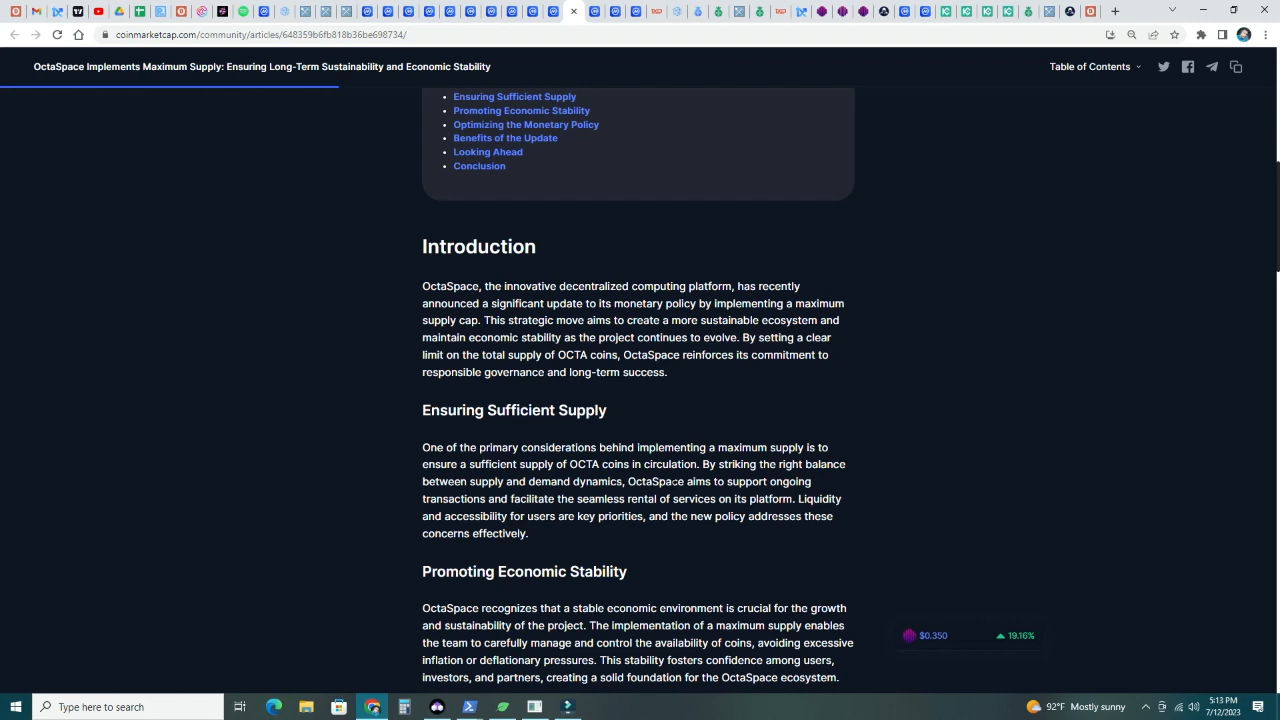 coinmarketcap.com/community/articles/648359b6fb818b36be698734/
OctaSpace Implements Maximum Supply: Ensuring Long-Term Sustainability and Economic Stability
Table of Contents
Ensuring Sufficient Supply
Promoting Economic Stability
Optimizing the Monetary Policy
Benefits of the Update
Looking Ahead
Conclusion
Introduction
OctaSpace, the innovative decentralized computing platform, has recently
announced a significant update to its monetary policy by implementing a maximum
supply cap. This strategic move aims to create a more sustainable ecosystem and
maintain economic stability as the project continues to evolve. By setting a clear
limit on the total supply of OCTA coins, OctaSpace reinforces its commitment to
responsible governance and long-term success.
Ensuring Sufficient Supply
One of the primary considerations behind implementing a maximum supply is to
ensure a sufficient supply of OCTA coins in circulation. By striking the right balance
between supply and demand dynamics, OctaSpace aims to support ongoing
transactions and facilitate the seamless rental of services on its platform. Liquidity
and accessibility for users are key priorities, and the new policy addresses these
concerns effectively.
Promoting Economic Stability
OctaSpace recognizes that a stable economic environment is crucial for the growth
and sustainability of the project. The implementation of a maximum supply enables
the team to carefully manage and control the availability of coins, avoiding excessive
inflation or deflationary pressures. This stability fosters confidence among users,
investors, and partners, creating a solid foundation for the OctaSpace ecosystem.
$0.350
19.16%
Type here to search
92°F Mostly sunny
5:13 PM
7/12/2023